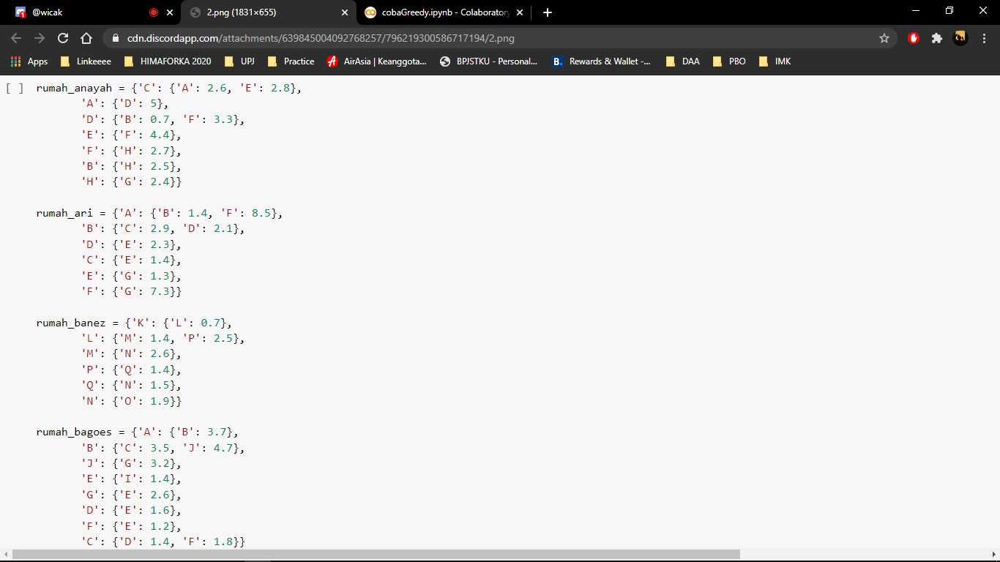 @wicak
2.png (1831×655)
cobaGreedy.ipynb - Colaboratory
cdn.discordapp.com/attachments/639845004092768257/796219300586717194/2.png
Apps Linkeeee HIMAFORKA 2020 UPJ Practice AirAsia | Keanggota... BPJSTKU - Personal... B. Rewards & Wallet -... DAA PBO IMK
[ ] rumah_anayah = {'C': {'A': 2.6, 'E': 2.8},
'A': {'D': 5},
'D': {'B': 0.7, 'F': 3.3},
'E': {'F': 4.4},
'F': {'H': 2.7},
'B': {'H': 2.5},
'H': {'G': 2.4}}
rumah_ari = {'A': {'B': 1.4, 'F': 8.5},
'B': {'C': 2.9, 'D': 2.1},
'D': {'E': 2.3},
'C': {'E': 1.4},
'E': {'G': 1.3},
'F': {'G': 7.3}}
rumah_banez = {'K': {'L': 0.7},
'L': {'M': 1.4, 'P': 2.5},
'M': {'N': 2.6},
'P': {'Q': 1.4},
'Q': {'N': 1.5},
'N': {'O': 1.9}}
rumah_bagoes = {'A': {'B': 3.7},
'B': {'C': 3.5, 'J': 4.7},
'J': {'G': 3.2},
'E': {'I': 1.4},
'G': {'E': 2.6},
'D': {'E': 1.6},
'F': {'E': 1.2},
'C': {'D': 1.4, 'F': 1.8}}